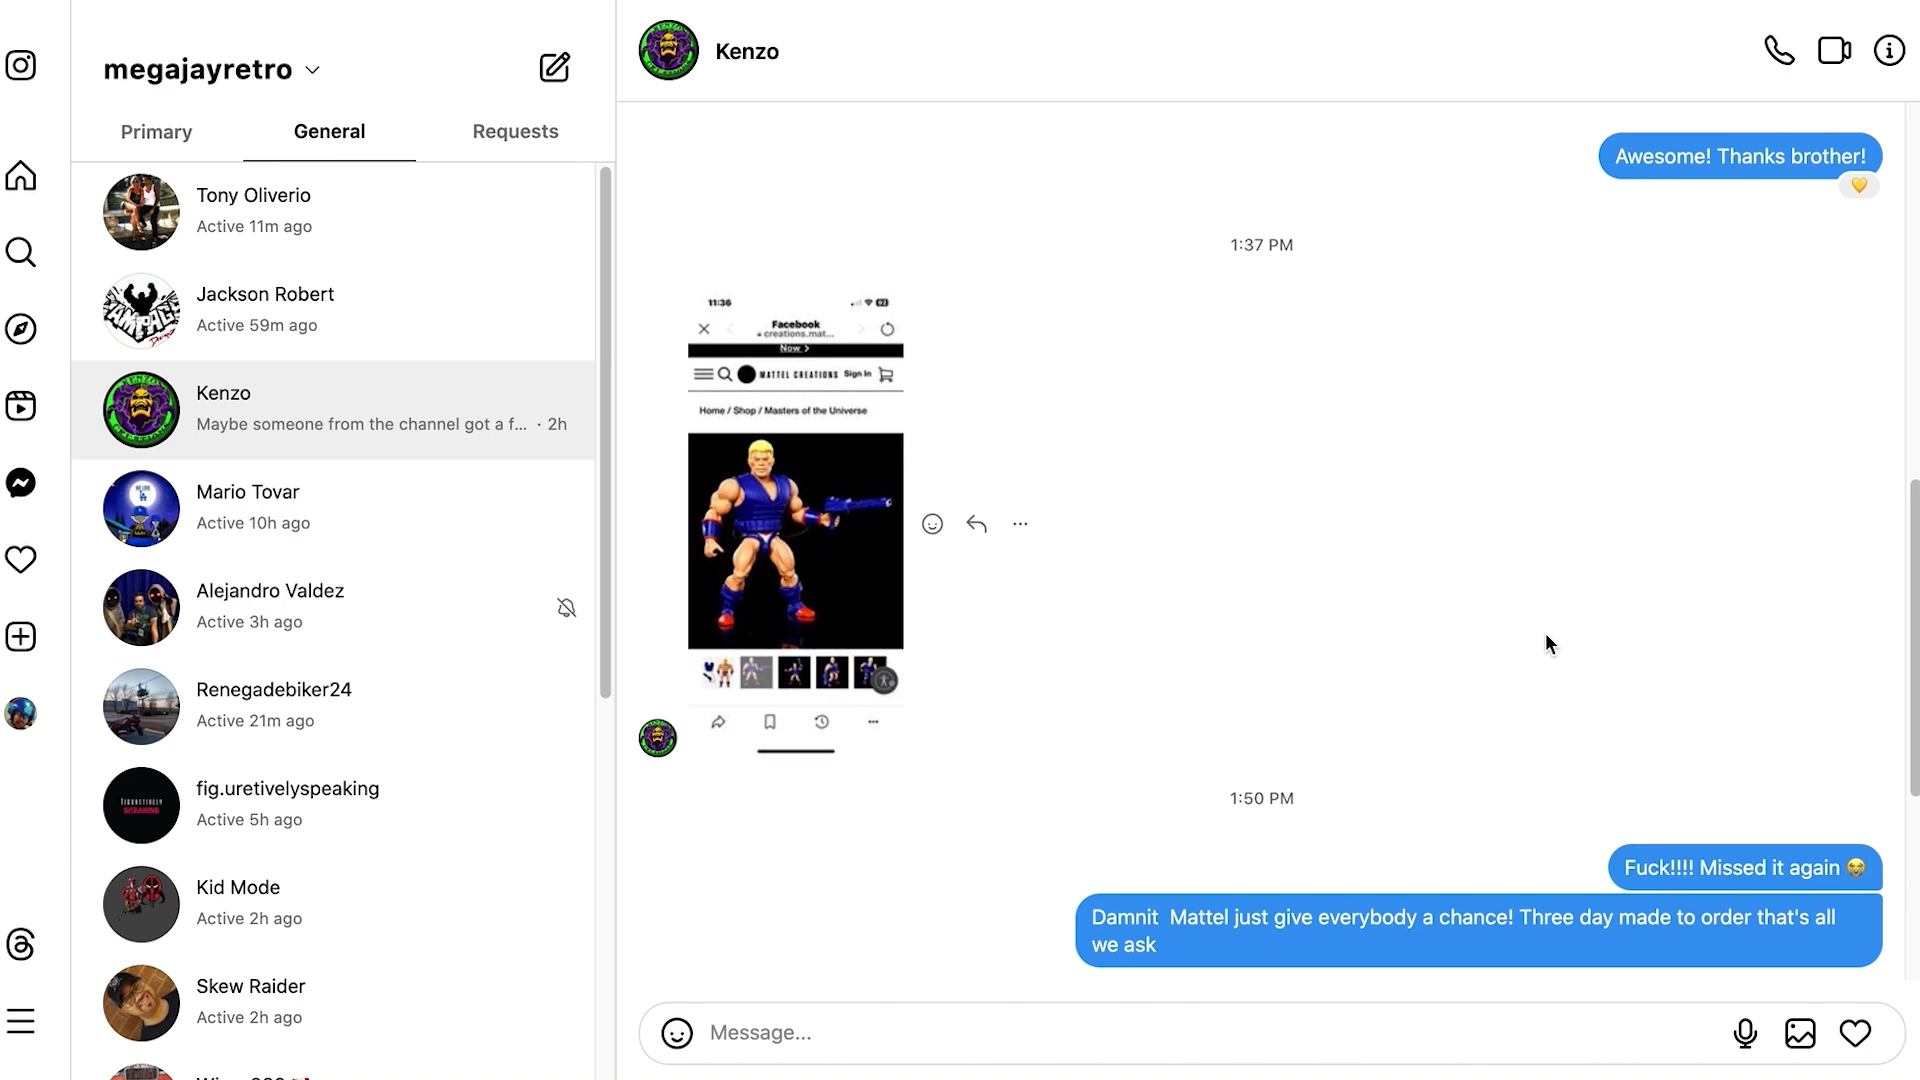 megajayretro
Primary
General
Requests
Tony Oliverio
Active 11m ago
Jackson Robert
Active 59m ago
Kenzo
Maybe someone from the channel got a f... · 2h
Mario Tovar
Active 10h ago
Alejandro Valdez
Active 3h ago
Renegadebiker24
Active 21m ago
fig.uretivelyspeaking
Active 5h ago
Kid Mode
Active 2h ago
Skew Raider
Active 2h ago
Kenzo
Awesome! Thanks brother!
1:37 PM
11:36
Facebook
creations.mat...
Now >
MATTEL CREATIONS Sign In
Home / Shop / Masters of the Universe
1:50 PM
Fuck!!!! Missed it again 😭
Damnit Mattel just give everybody a chance! Three day made to order that's all
we ask
Message...